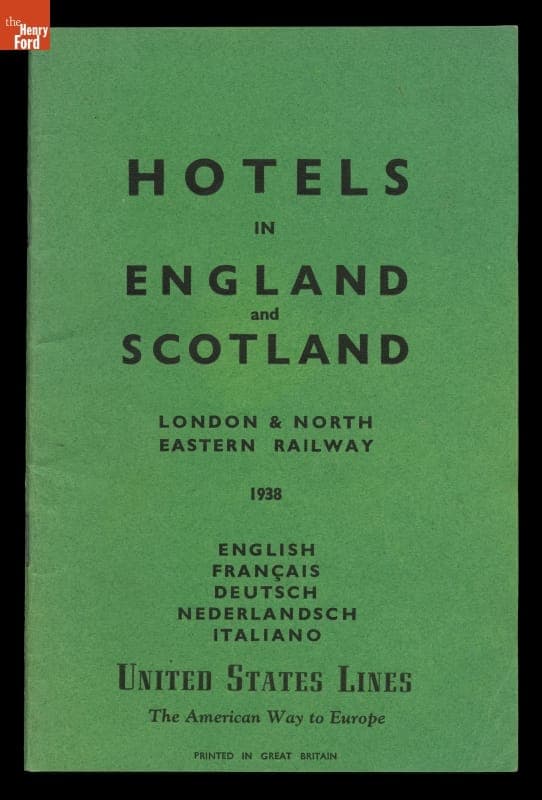 the
Henry
Ford
HOTELS
IN
ENGLAND
and
SCOTLAND
LONDON & NORTH
EASTERN RAILWAY
1938
ENGLISH
FRANÇAIS
DEUTSCH
NEDERLANDSCH
ITALIANO
UNITED STATES LINES
The American Way to Europe
PRINTED IN GREAT BRITAIN